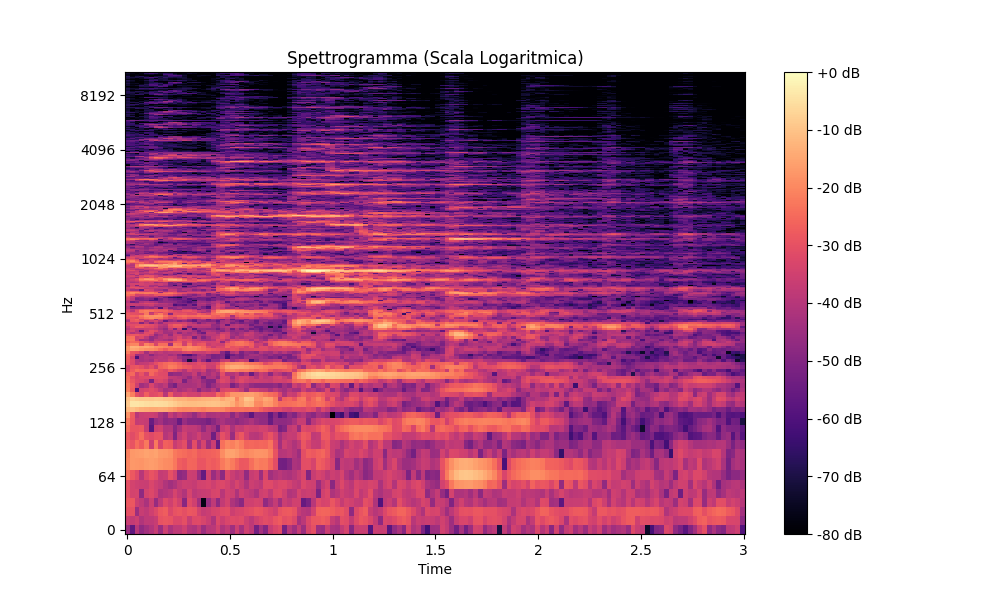 Spettrogramma (Scala Logaritmica)
Hz
8192
4096
2048
1024
512
256
128
64
0
0
0.5
1
1.5
2
2.5
3
Time
+0 dB
-10 dB
-20 dB
-30 dB
-40 dB
-50 dB
-60 dB
-70 dB
-80 dB